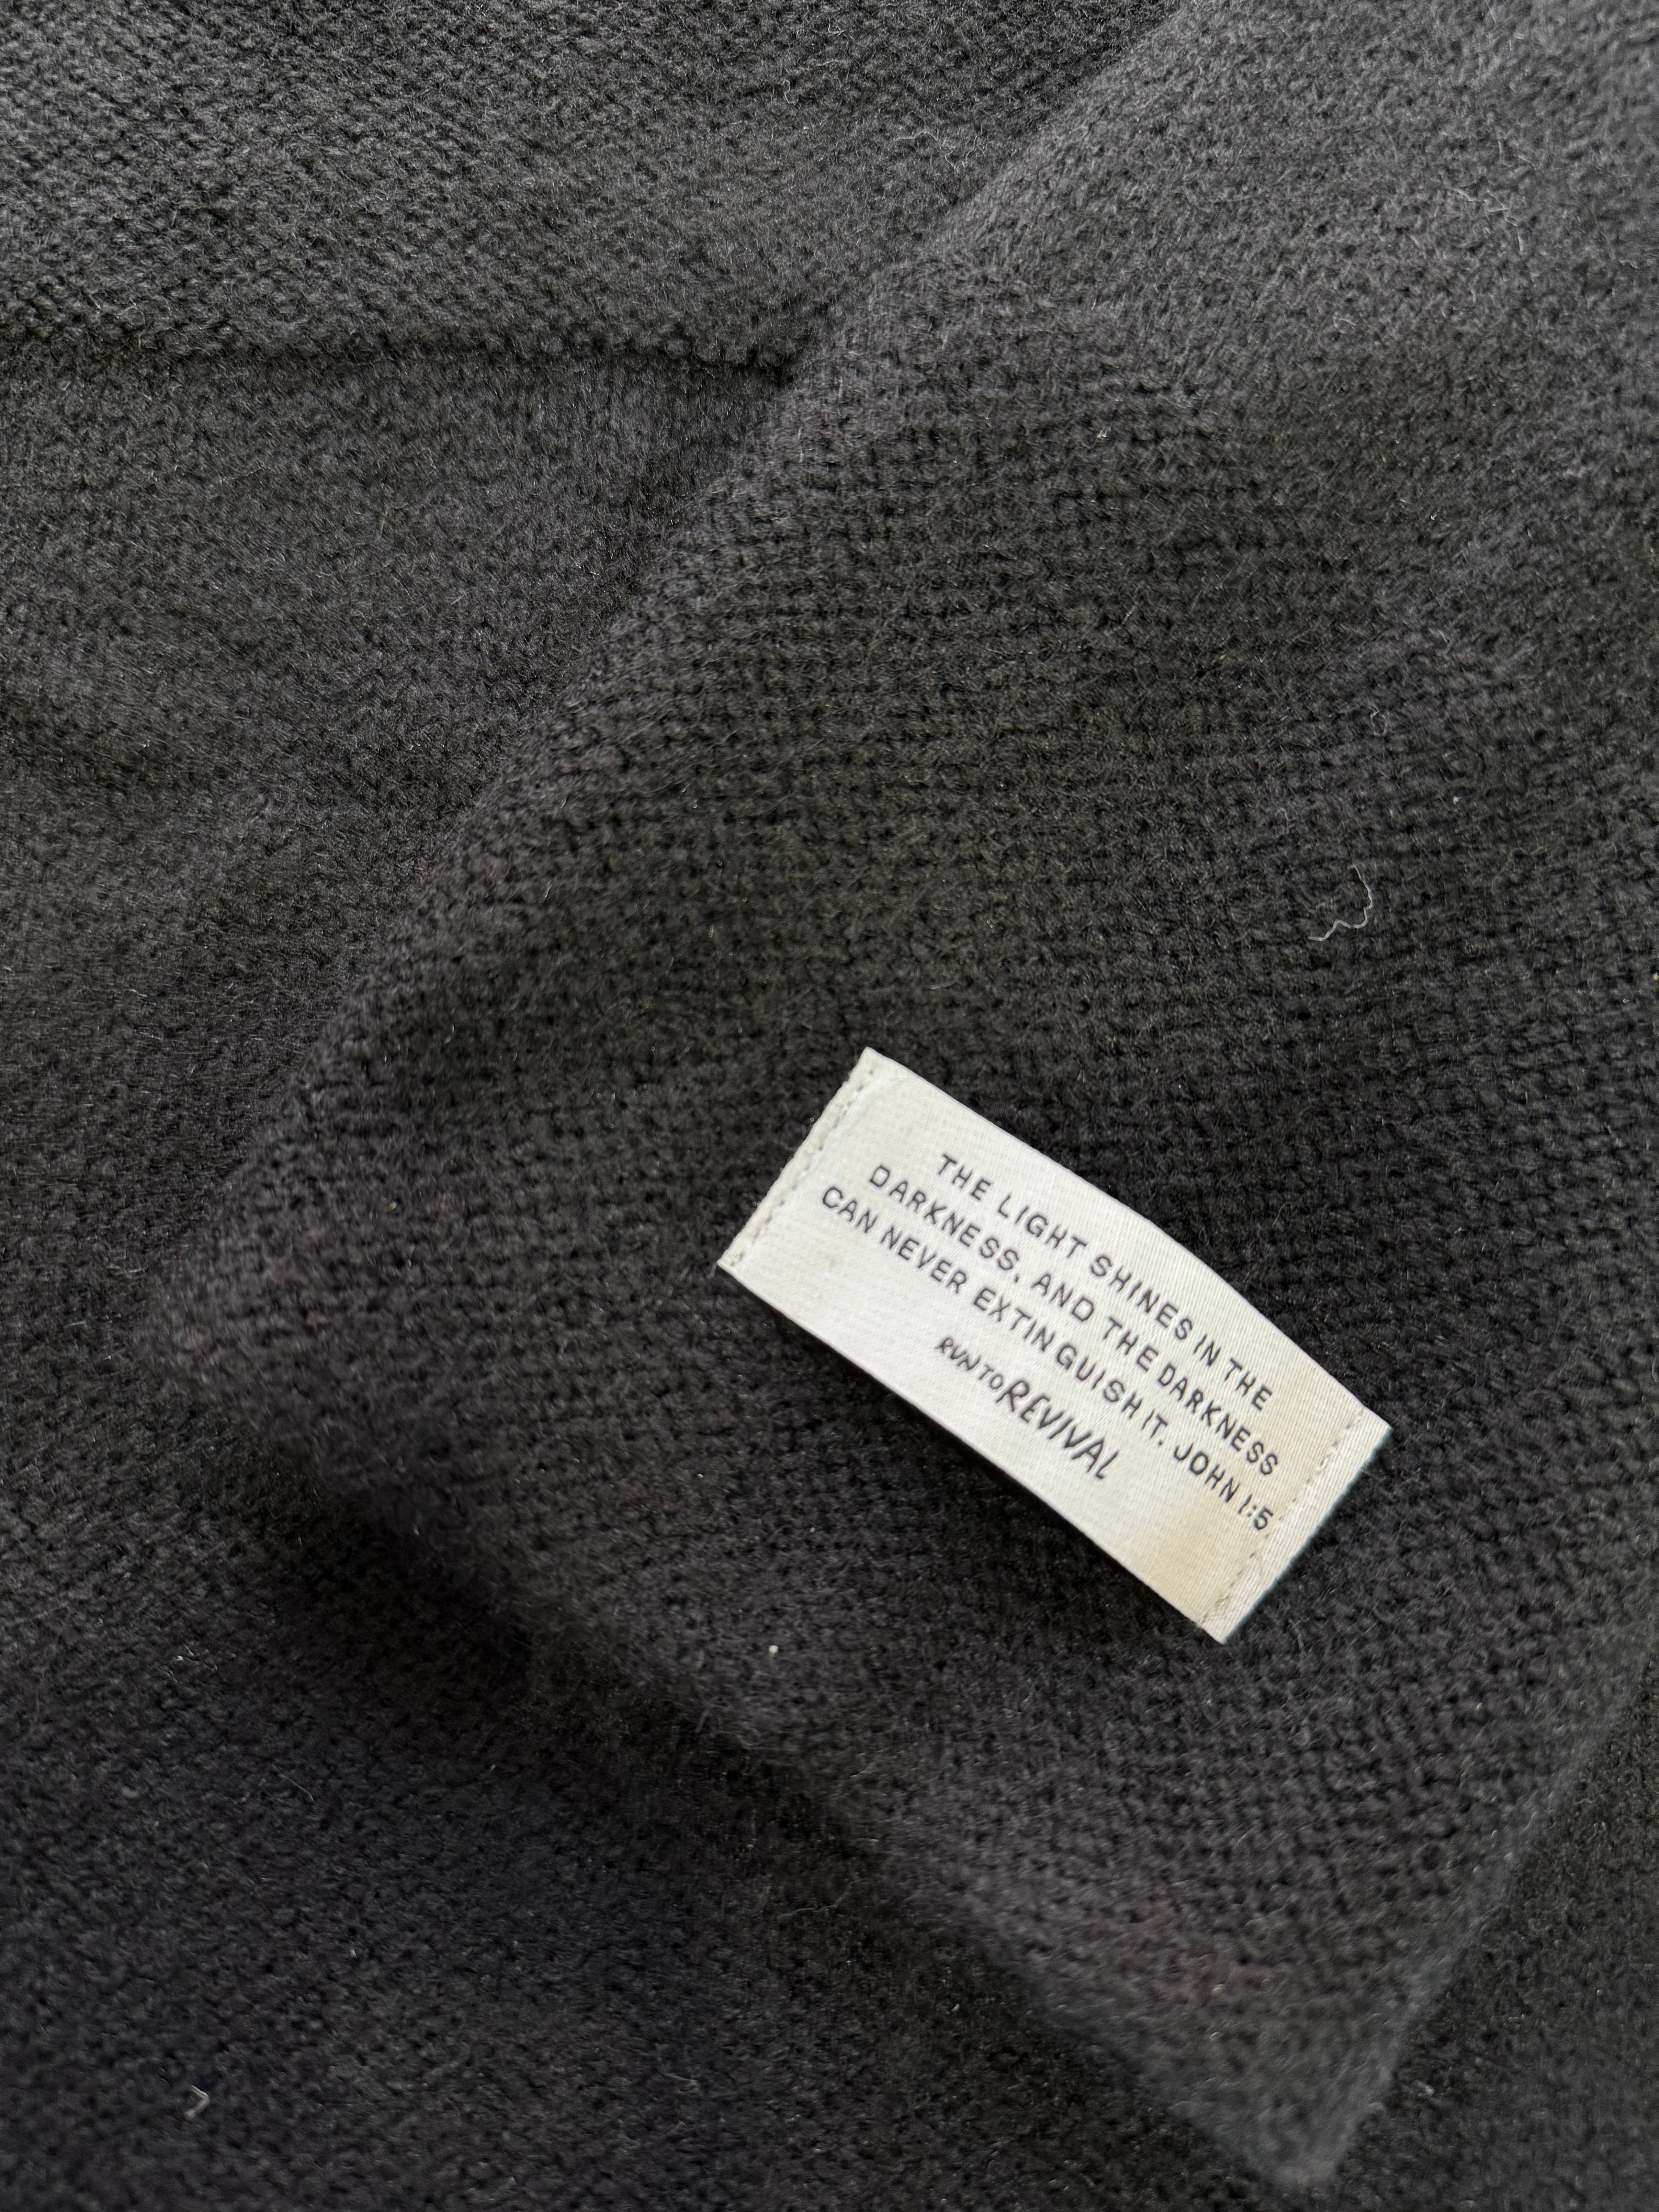 THE LIGHT SHINES IN THE
DARKNESS, AND THE DARKNESS
CAN NEVER EXTINGUISH IT. JOHN 1:5
RUN TO REVIVAL